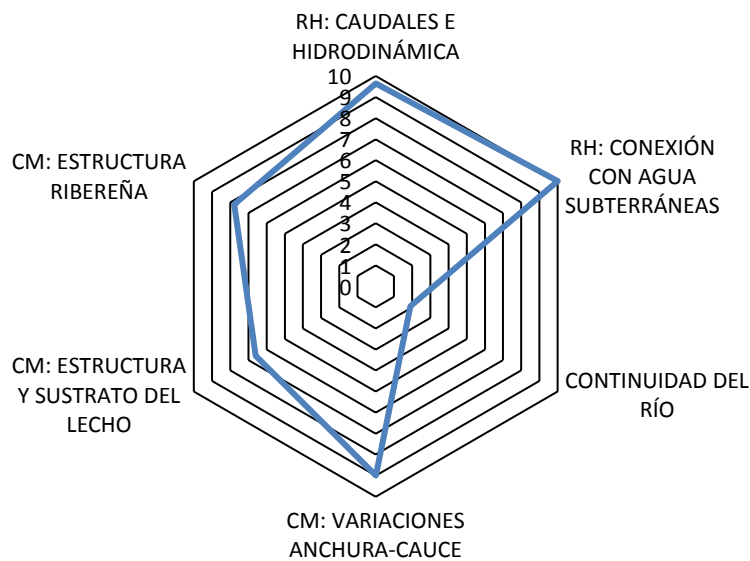 RH: CAUDALES E
HIDRODINÁMICA
10
9
8
7
6
5
4
3
2
1
0
RH: CONEXIÓN
CON AGUA
SUBTERRÁNEAS
CONTINUIDAD DEL
RÍO
CM: VARIACIONES
ANCHURA-CAUCE
CM: ESTRUCTURA
Y SUSTRATO DEL
LECHO
CM: ESTRUCTURA
RIBEREÑA